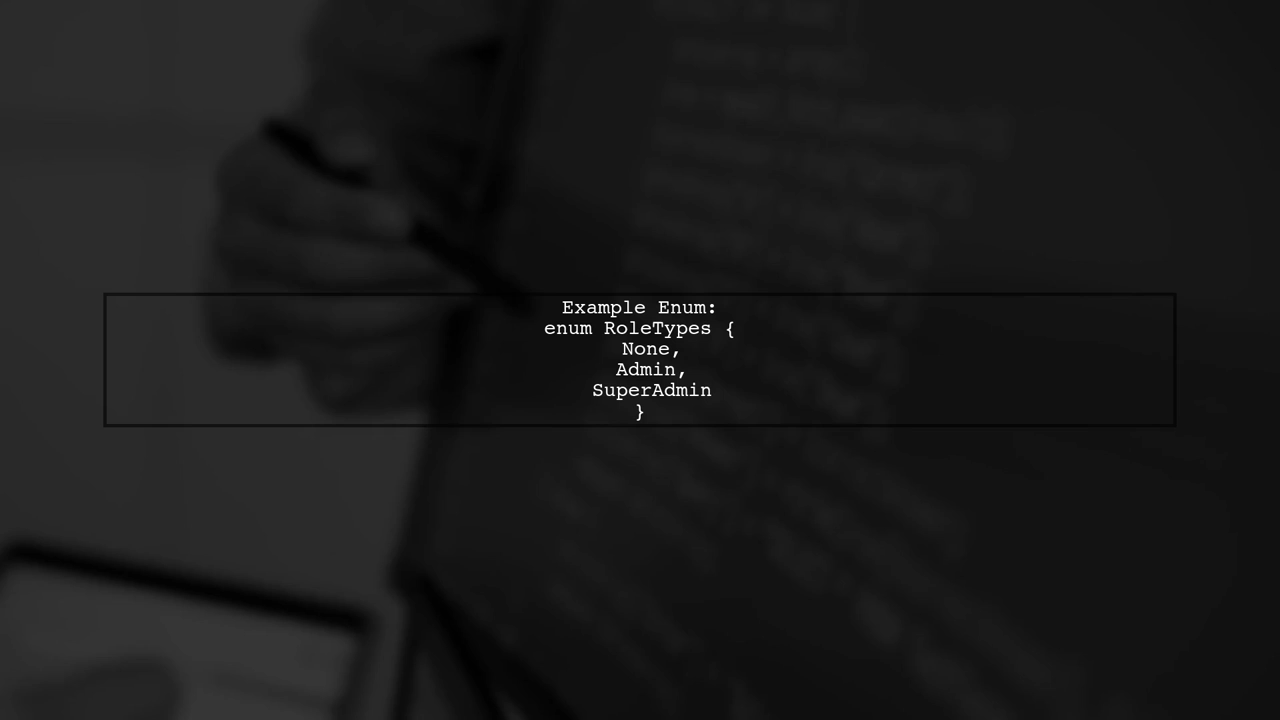 Example Enum:
enum RoleTypes {
None,
Admin,
SuperAdmin
}